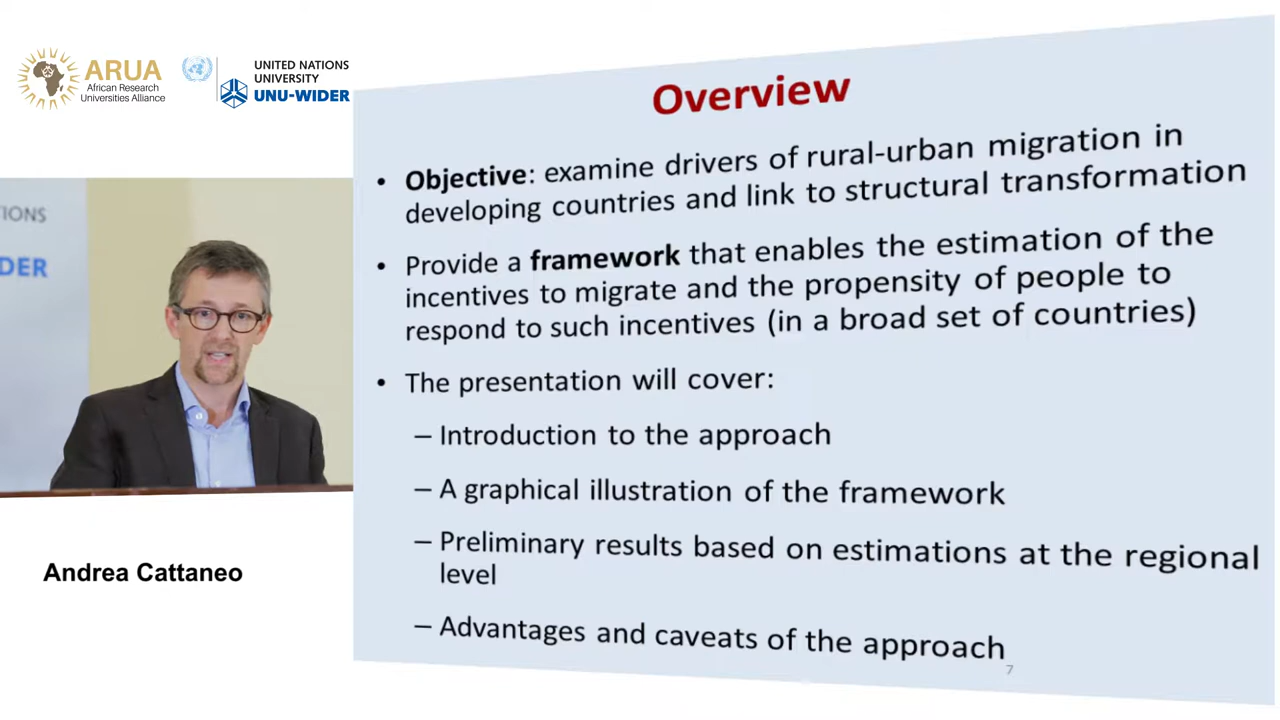 ARUA
African Research
Universities Alliance
UNITED NATIONS
UNIVERSITY
UNU-WIDER
Overview
• Objective: examine drivers of rural-urban migration in
developing countries and link to structural transformation
• Provide a framework that enables the estimation of the
incentives to migrate and the propensity of people to
respond to such incentives (in a broad set of countries)
• The presentation will cover:
– Introduction to the approach
– A graphical illustration of the framework
– Preliminary results based on estimations at the regional
level
– Advantages and caveats of the approach
7
IONS
DER
Andrea Cattaneo